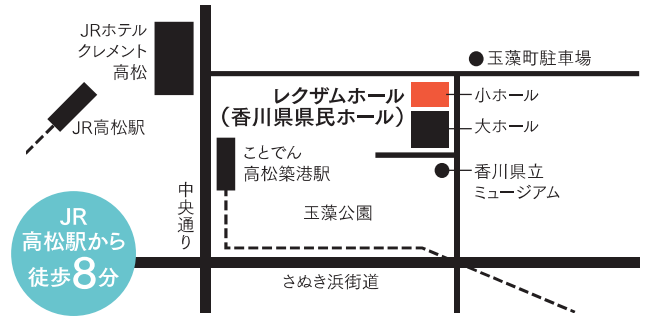 JRホテル
クレメント
高松
玉藻町駐車場
レクザムホール
（香川県県民ホール）
小ホール
大ホール
JR高松駅
ことでん
高松築港駅
香川県立
ミュージアム
中央通り
玉藻公園
JR
高松駅から
徒歩8分
さぬき浜街道